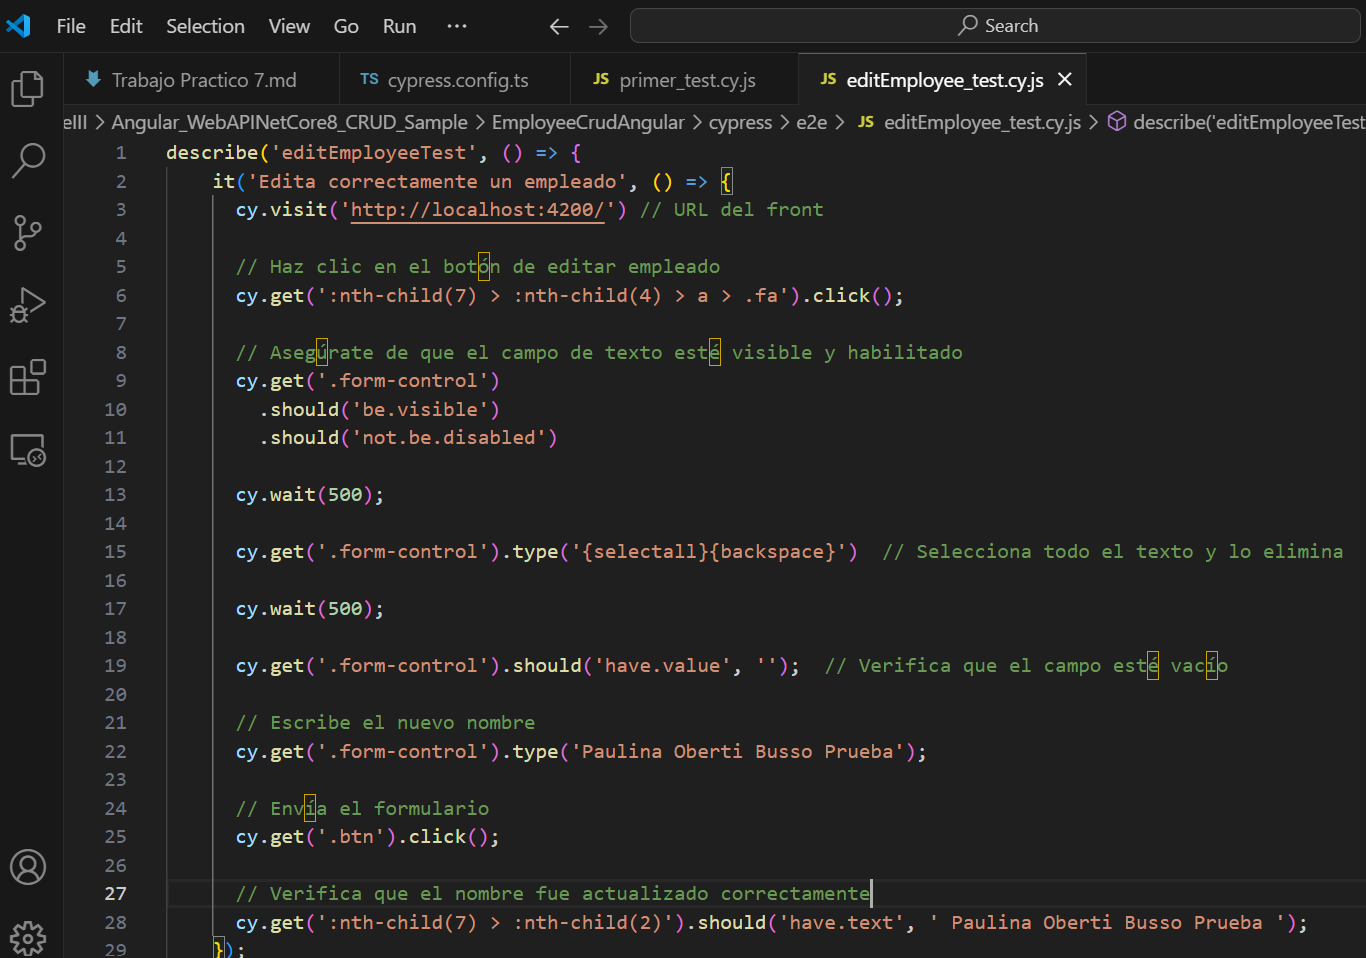 File Edit Selection View Go Run ··· ← → Search
Trabajo Practico 7.md TS cypress.config.ts JS primer_test.cy.js JS editEmployee_test.cy.js ×
eIII > Angular_WebAPINetCore8_CRUD_Sample > EmployeeCrudAngular > cypress > e2e > JS editEmployee_test.cy.js > describe('editEmployeeTest
1 describe('editEmployeeTest', () => {
2 it('Edita correctamente un empleado', () => {
3 cy.visit('http://localhost:4200/') // URL del front
4
5 // Haz clic en el botón de editar empleado
6 cy.get(':nth-child(7) > :nth-child(4) > a > .fa').click();
7
8 // Asegúrate de que el campo de texto esté visible y habilitado
9 cy.get('.form-control')
10 .should('be.visible')
11 .should('not.be.disabled')
12
13 cy.wait(500);
14
15 cy.get('.form-control').type('{selectall}{backspace}') // Selecciona todo el texto y lo elimina
16
17 cy.wait(500);
18
19 cy.get('.form-control').should('have.value', ''); // Verifica que el campo esté vacío
20
21 // Escribe el nuevo nombre
22 cy.get('.form-control').type('Paulina Oberti Busso Prueba');
23
24 // Envía el formulario
25 cy.get('.btn').click();
26
27 // Verifica que el nombre fue actualizado correctamente
28 cy.get(':nth-child(7) > :nth-child(2)').should('have.text', ' Paulina Oberti Busso Prueba ');
29 });